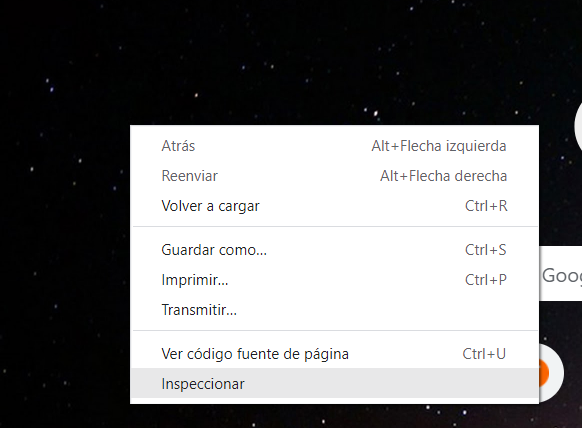 Atrás Alt+Flecha izquierda
Reenviar Alt+Flecha derecha
Volver a cargar Ctrl+R
Guardar como... Ctrl+S
Imprimir... Ctrl+P
Transmitir...
Ver código fuente de página Ctrl+U
Inspeccionar